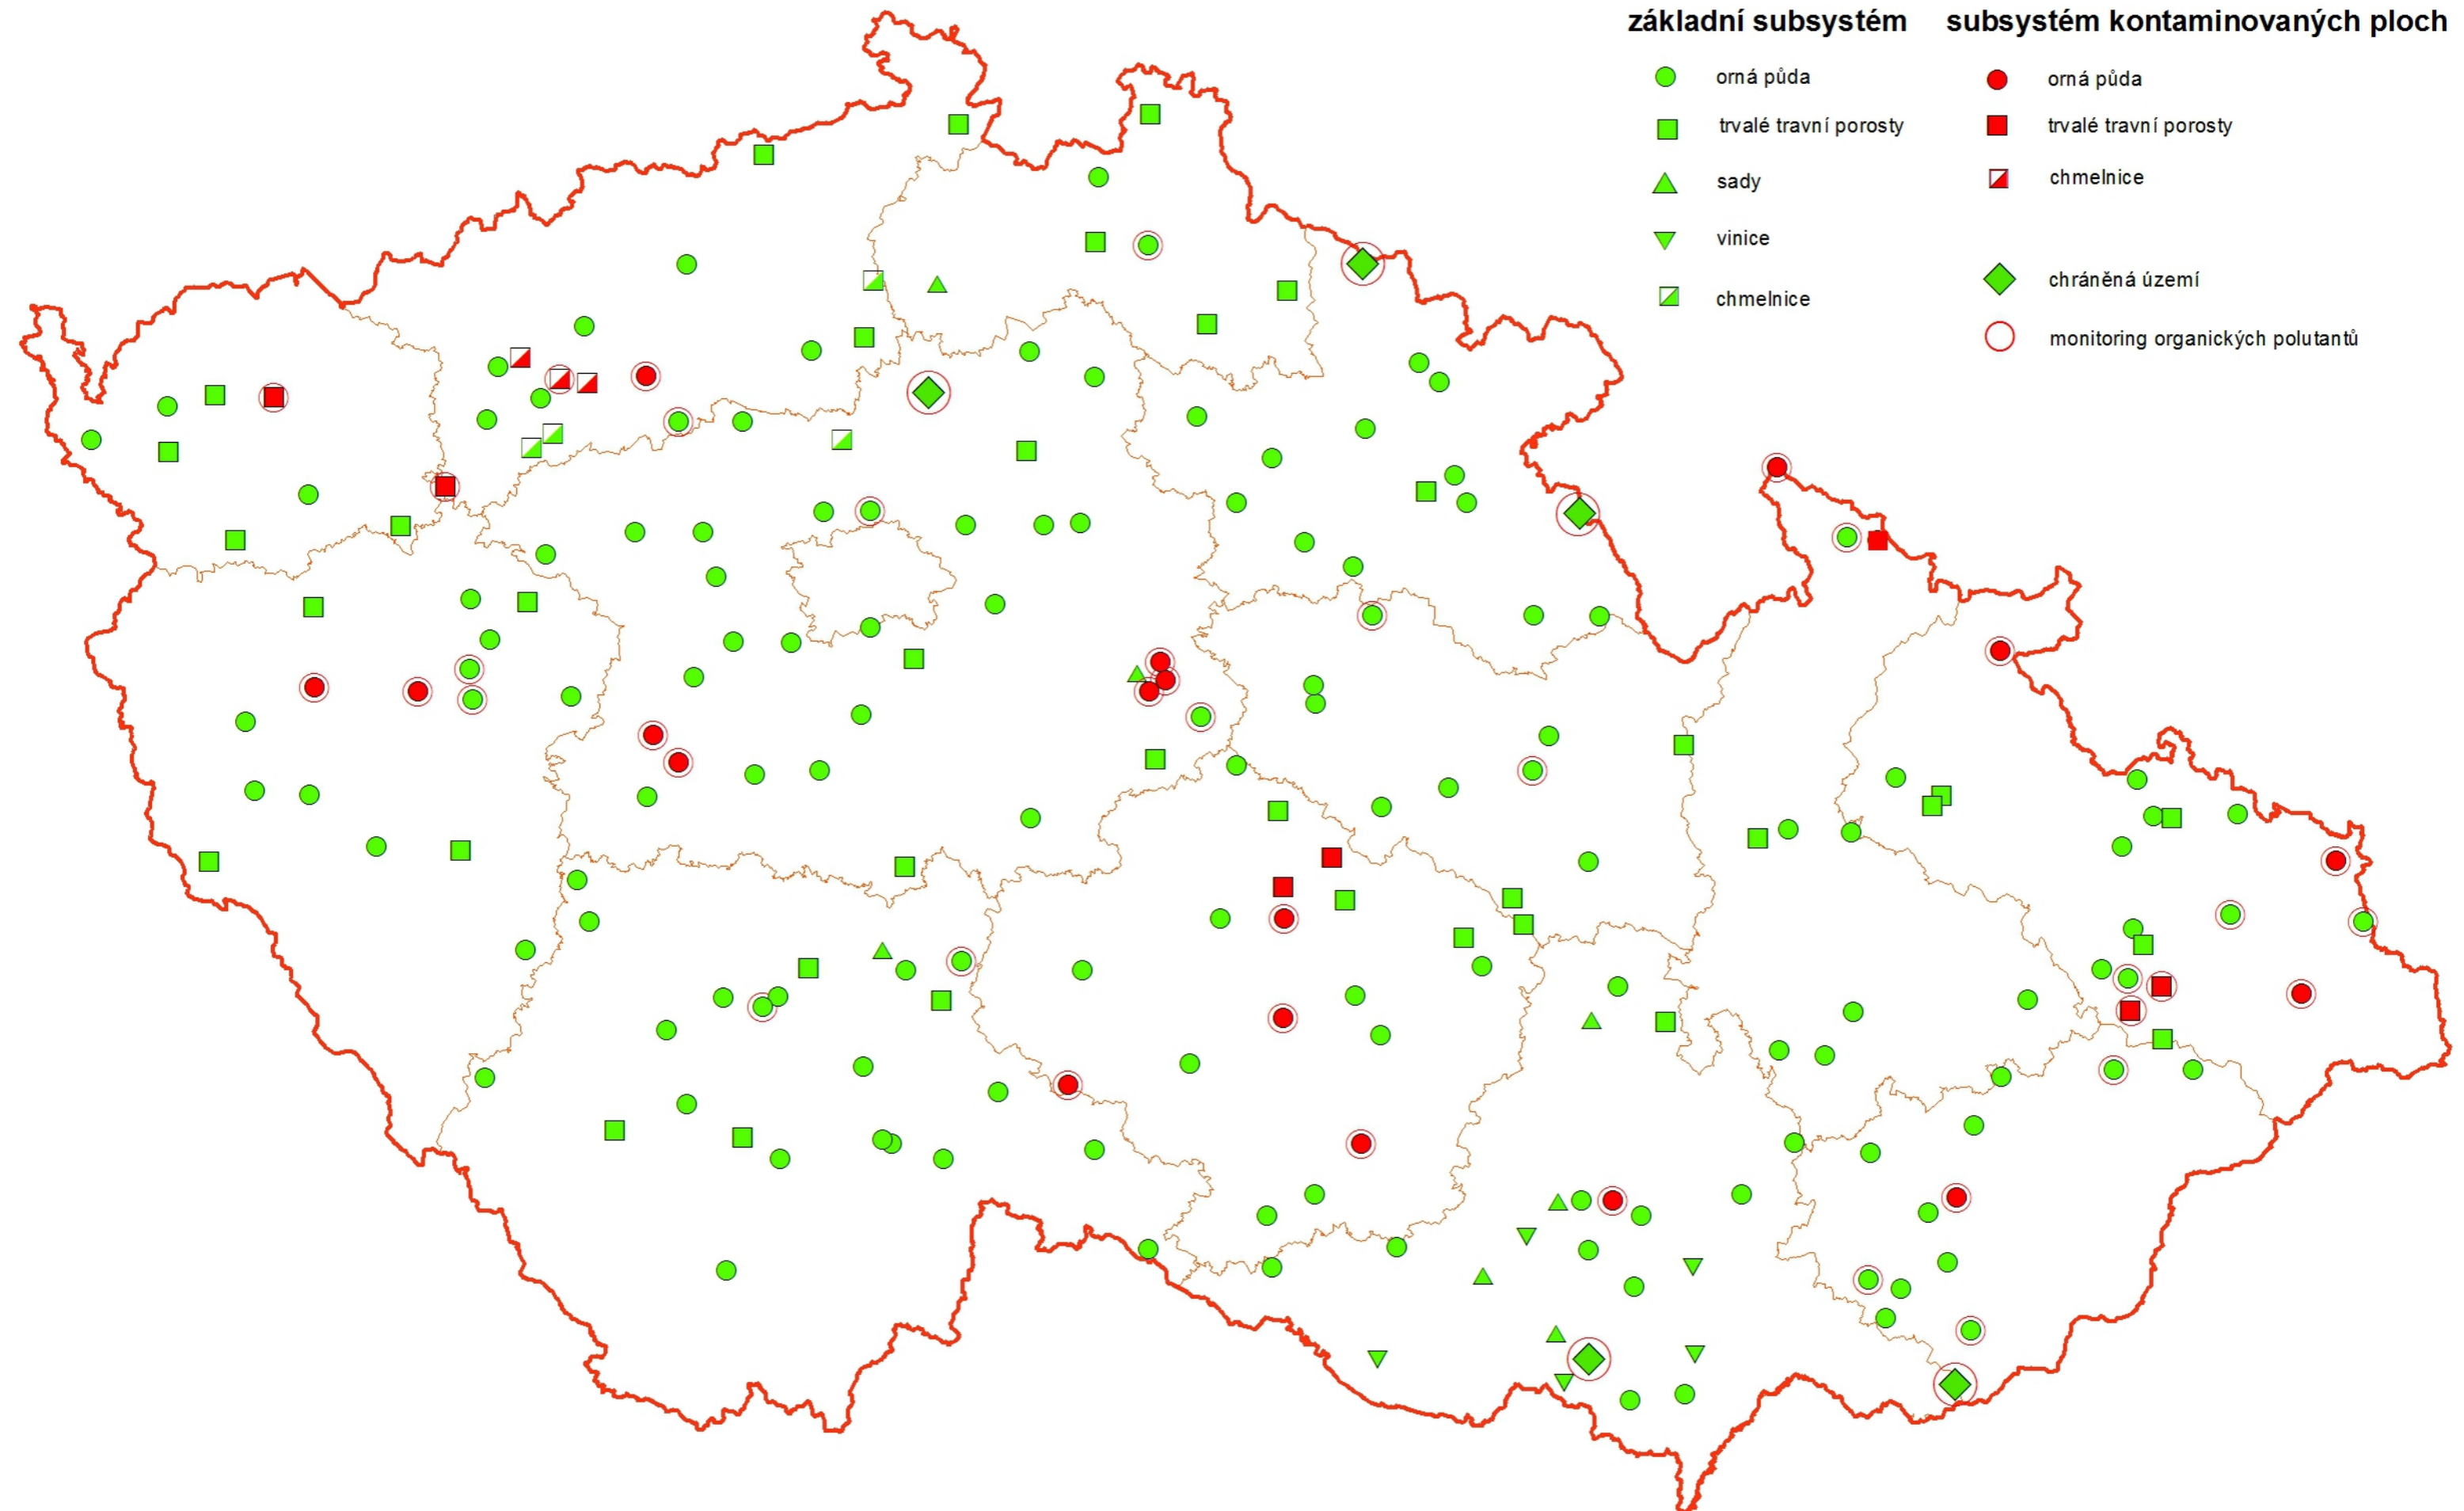 základní subsystém
orná půda
trvalé travní porosty
sady
vinice
chmelnice
subsystém kontaminovaných ploch
orná půda
trvalé travní porosty
chmelnice
chráněná území
monitoring organických polutantů